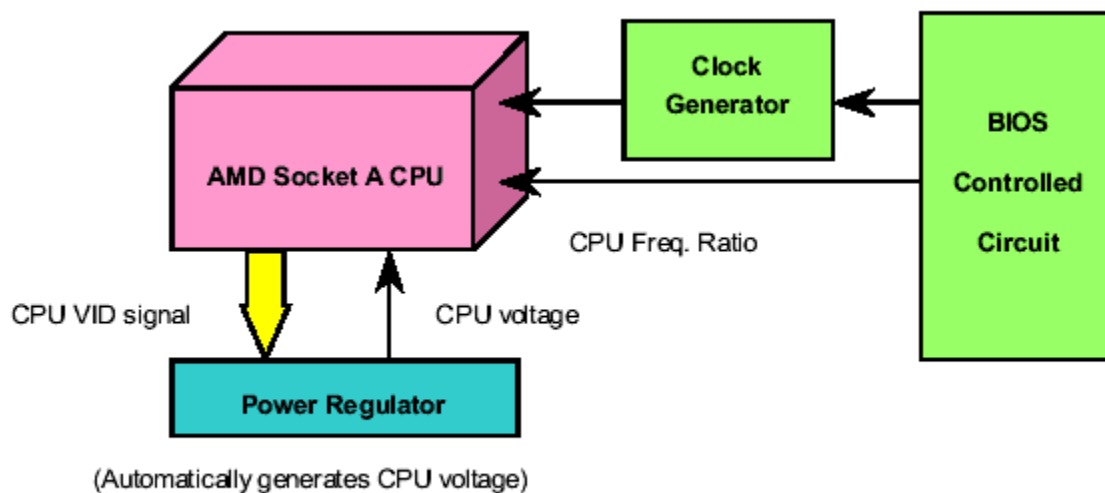 Clock
Generator
BIOS
Controlled
Circuit
AMD Socket A CPU
CPU Freq. Ratio
CPU VID signal
CPU voltage
Power Regulator
(Automatically generates CPU voltage)